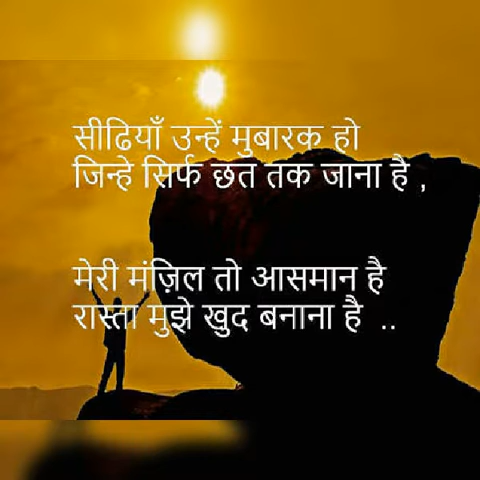 सीढियाँ उन्हें मुबारक हो
जिन्हे सिर्फ छत तक जाना है ,
मेरी मंज़िल तो आसमान है
रास्ता मुझे खुद बनाना है ..